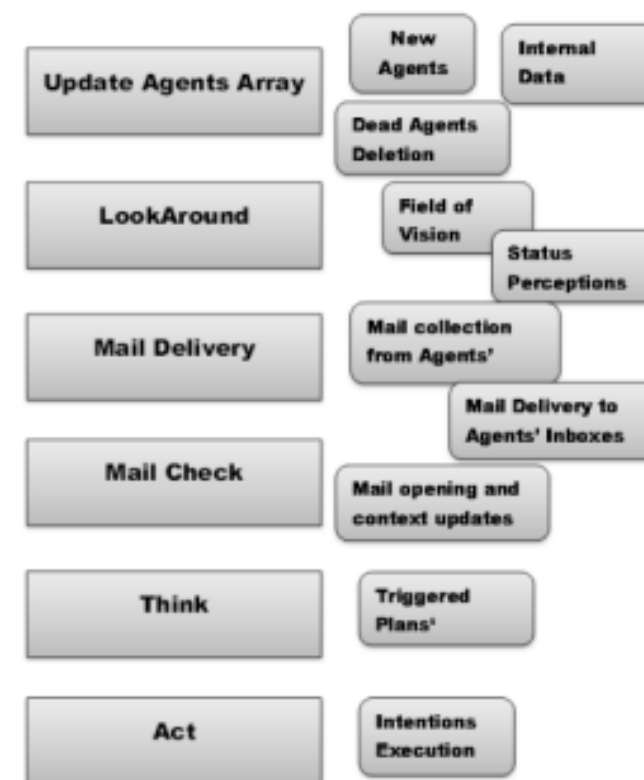 Update Agents Array
New
Agents
Internal
Data
Dead Agents
Deletion
LookAround
Field of
Vision
Status
Perceptions
Mail Delivery
Mail collection
from Agents'
Mail Delivery to
Agents' Inboxes
Mail Check
Mail opening and
context updates
Think
Triggered
Plans'
Act
Intentions
Execution